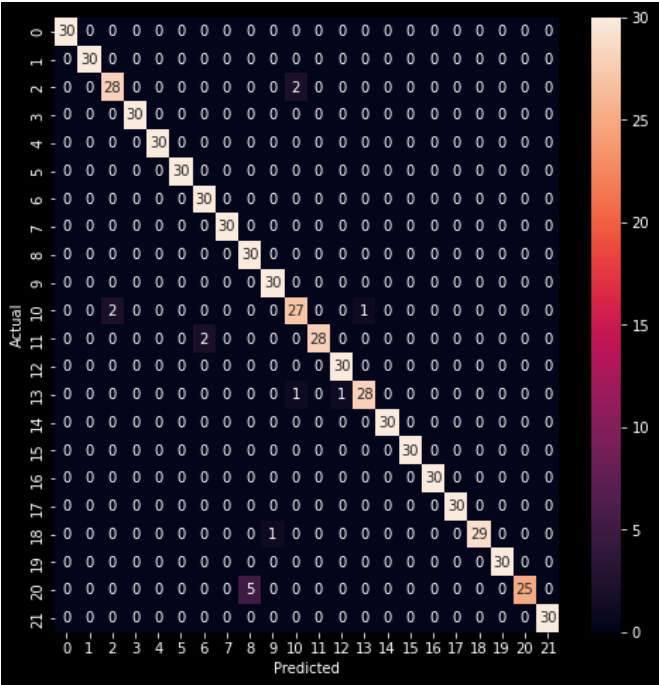 0 30 0 0 0 0 0 0 0 0 0 0 0 0 0 0 0 0 0 0 0 0 0 30
1 0 30 0 0 0 0 0 0 0 0 0 0 0 0 0 0 0 0 0 0 0 0
2 0 0 28 0 0 0 0 0 0 0 2 0 0 0 0 0 0 0 0 0 0 0
3 0 0 0 30 0 0 0 0 0 0 0 0 0 0 0 0 0 0 0 0 0 0
4 0 0 0 0 30 0 0 0 0 0 0 0 0 0 0 0 0 0 0 0 0 0 25
5 0 0 0 0 0 30 0 0 0 0 0 0 0 0 0 0 0 0 0 0 0 0
6 0 0 0 0 0 0 30 0 0 0 0 0 0 0 0 0 0 0 0 0 0 0
7 0 0 0 0 0 0 0 30 0 0 0 0 0 0 0 0 0 0 0 0 0 0 20
8 0 0 0 0 0 0 0 0 30 0 0 0 0 0 0 0 0 0 0 0 0 0
9 0 0 0 0 0 0 0 0 0 30 0 0 0 0 0 0 0 0 0 0 0 0
10 0 0 2 0 0 0 0 0 0 0 27 0 0 1 0 0 0 0 0 0 0 0
Actual
11 0 0 0 0 0 0 2 0 0 0 0 28 0 0 0 0 0 0 0 0 0 0 15
12 0 0 0 0 0 0 0 0 0 0 0 0 30 0 0 0 0 0 0 0 0 0
13 0 0 0 0 0 0 0 0 0 0 1 0 1 28 0 0 0 0 0 0 0 0
14 0 0 0 0 0 0 0 0 0 0 0 0 0 0 30 0 0 0 0 0 0 0 10
15 0 0 0 0 0 0 0 0 0 0 0 0 0 0 0 30 0 0 0 0 0 0
16 0 0 0 0 0 0 0 0 0 0 0 0 0 0 0 0 30 0 0 0 0 0
17 0 0 0 0 0 0 0 0 0 0 0 0 0 0 0 0 0 30 0 0 0 0
18 0 0 0 0 0 0 0 0 0 1 0 0 0 0 0 0 0 0 29 0 0 0 5
19 0 0 0 0 0 0 0 0 0 0 0 0 0 0 0 0 0 0 0 30 0 0
20 0 0 0 0 0 0 0 0 5 0 0 0 0 0 0 0 0 0 0 0 25 0
21 0 0 0 0 0 0 0 0 0 0 0 0 0 0 0 0 0 0 0 0 0 30 0
0 1 2 3 4 5 6 7 8 9 10 11 12 13 14 15 16 17 18 19 20 21
Predicted